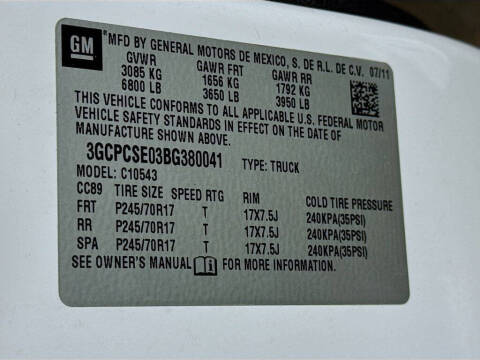 GM MFD BY GENERAL MOTORS DE MEXICO, S. DE R.L. DE C.V. 07/11
GVWR GAWR FRT GAWR RR
3085 KG 1656 KG 1792 KG
6800 LB 3650 LB 3950 LB
THIS VEHICLE CONFORMS TO ALL APPLICABLE U.S. FEDERAL MOTOR
VEHICLE SAFETY STANDARDS IN EFFECT ON THE DATE OF
MANUFACTURE SHOWN ABOVE.
3GCPCSE03BG380041 TYPE: TRUCK
MODEL: C10543
CC89 TIRE SIZE SPEED RTG RIM COLD TIRE PRESSURE
FRT P245/70R17 T 17X7.5J 240KPA(35PSI)
RR P245/70R17 T 17X7.5J 240KPA(35PSI)
SPA P245/70R17 T 17X7.5J 240KPA(35PSI)
SEE OWNER'S MANUAL FOR MORE INFORMATION.